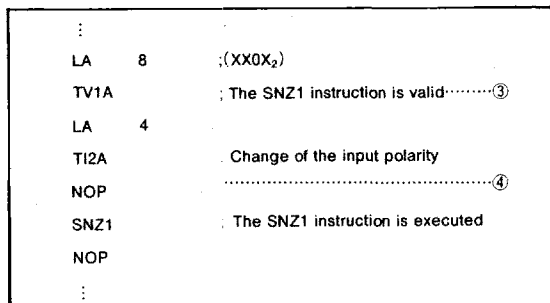 ⋮
LA 8 ;(XX0X₂)
TV1A ; The SNZ1 instruction is valid ········③
LA 4
TI2A Change of the input polarity
NOP ································④
SNZ1 ; The SNZ1 instruction is executed
NOP
⋮